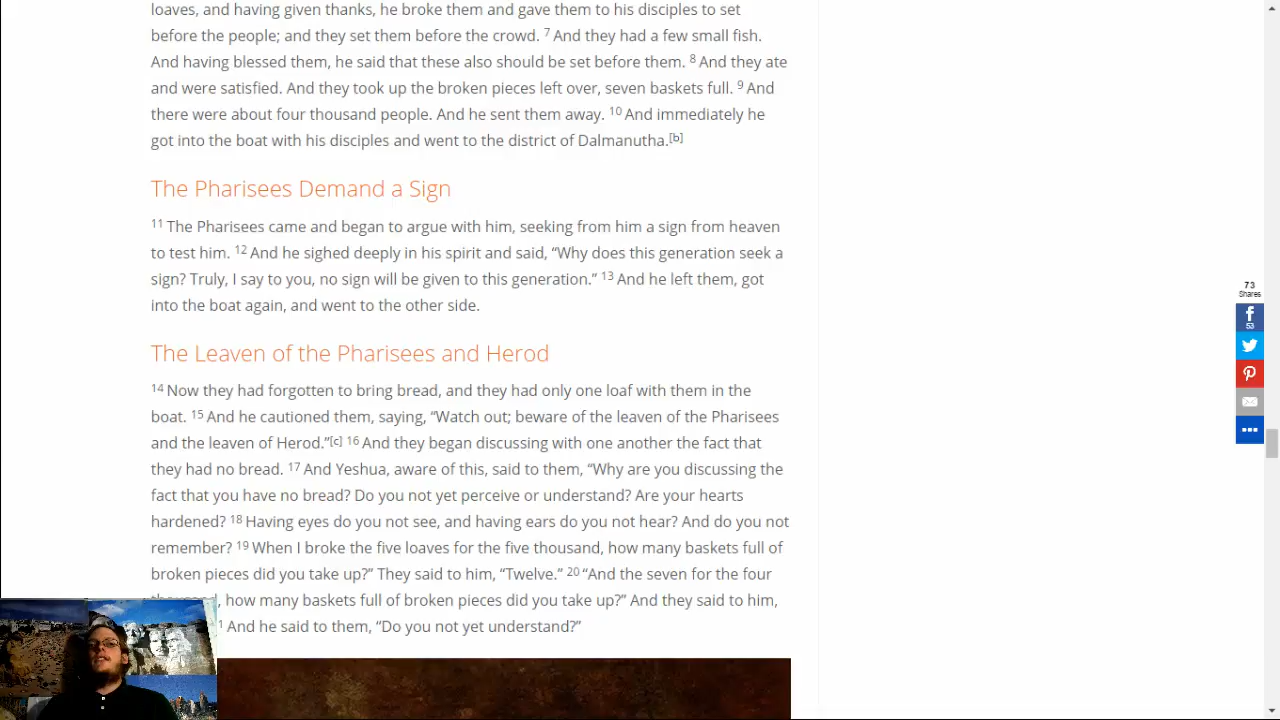 loaves, and having given thanks, he broke them and gave them to his disciples to set
before the people; and they set them before the crowd. 7 And they had a few small fish.
And having blessed them, he said that these also should be set before them. 8 And they ate
and were satisfied. And they took up the broken pieces left over, seven baskets full. 9 And
there were about four thousand people. And he sent them away. 10 And immediately he
got into the boat with his disciples and went to the district of Dalmanutha.[b]
The Pharisees Demand a Sign
11 The Pharisees came and began to argue with him, seeking from him a sign from heaven
to test him. 12 And he sighed deeply in his spirit and said, “Why does this generation seek a
sign? Truly, I say to you, no sign will be given to this generation.” 13 And he left them, got
into the boat again, and went to the other side.
The Leaven of the Pharisees and Herod
14 Now they had forgotten to bring bread, and they had only one loaf with them in the
boat. 15 And he cautioned them, saying, “Watch out; beware of the leaven of the Pharisees
and the leaven of Herod.”[c] 16 And they began discussing with one another the fact that
they had no bread. 17 And Yeshua, aware of this, said to them, “Why are you discussing the
fact that you have no bread? Do you not yet perceive or understand? Are your hearts
hardened? 18 Having eyes do you not see, and having ears do you not hear? And do you not
remember? 19 When I broke the five loaves for the five thousand, how many baskets full of
broken pieces did you take up?” They said to him, “Twelve.” 20 “And the seven for the four
, how many baskets full of broken pieces did you take up?” And they said to him,
1 And he said to them, “Do you not yet understand?”
73
Shares
53